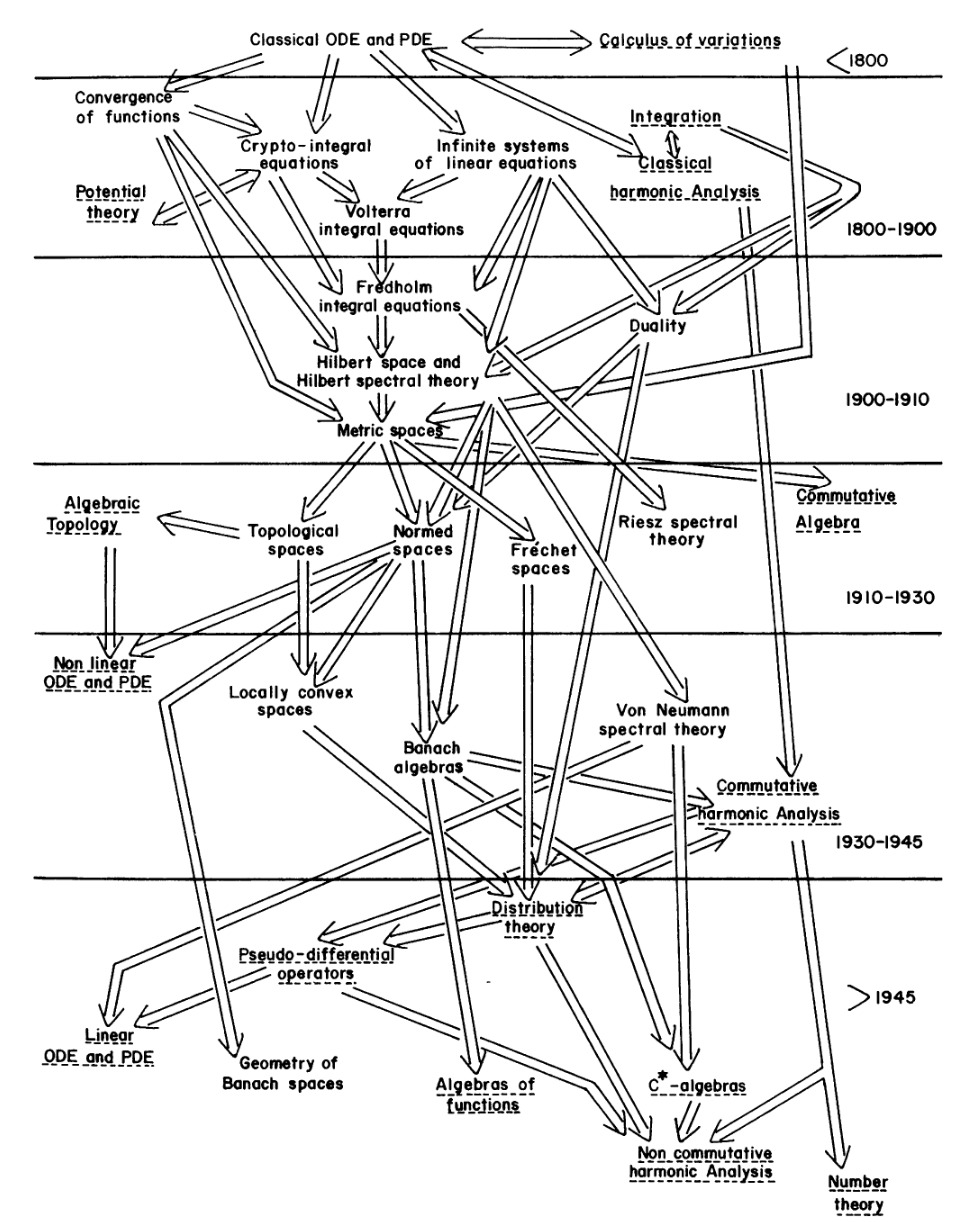 Classical ODE and PDE
Calculus of variations
<1800
Convergence
of functions
Integration
Crypto-integral
equations
Infinite systems
of linear equations
Classical
harmonic Analysis
Potential
theory
Volterra
integral equations
1800-1900
Fredholm
integral equations
Duality
Hilbert space and
Hilbert spectral theory
1900-1910
Metric spaces
Algebraic
Topology
Topological
spaces
Normed
spaces
Fréchet
spaces
Riesz spectral
theory
Commutative
Algebra
1910-1930
Non linear
ODE and PDE
Locally convex
spaces
Von Neumann
spectral theory
Banach
algebras
Commutative
harmonic Analysis
1930-1945
Distribution
theory
Pseudo-differential
operators
>1945
Linear
ODE and PDE
Geometry of
Banach spaces
Algebras of
functions
C*-algebras
Non commutative
harmonic Analysis
Number
theory